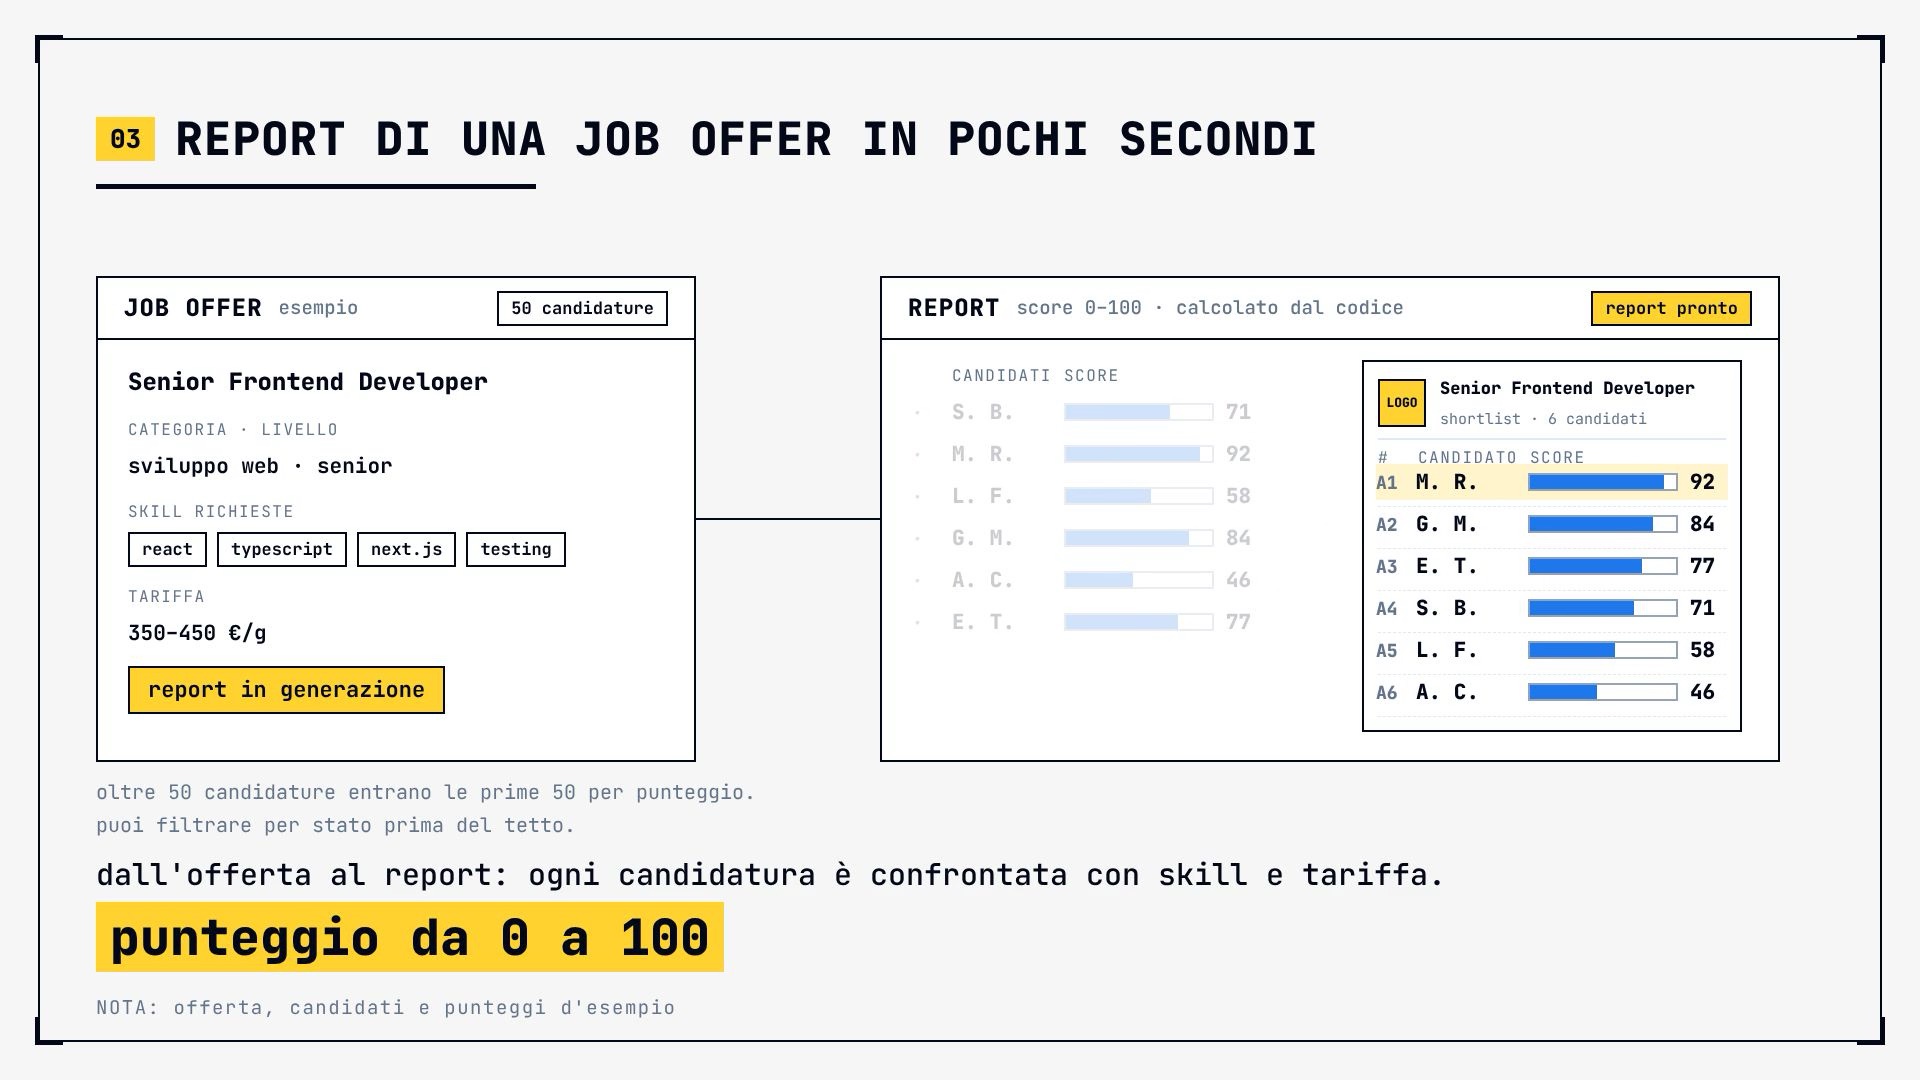 03 REPORT DI UNA JOB OFFER IN POCHI SECONDI
JOB OFFER esempio 50 candidature
Senior Frontend Developer
CATEGORIA · LIVELLO
sviluppo web · senior
SKILL RICHIESTE
react typescript next.js testing
TARIFFA
350–450 €/g
report in generazione
REPORT score 0–100 · calcolato dal codice report pronto
CANDIDATI SCORE
· S. B. 71
· M. R. 92
· L. F. 58
· G. M. 84
· A. C. 46
· E. T. 77
LOGO
Senior Frontend Developer
shortlist · 6 candidati
# CANDIDATO SCORE
A1 M. R. 92
A2 G. M. 84
A3 E. T. 77
A4 S. B. 71
A5 L. F. 58
A6 A. C. 46
oltre 50 candidature entrano le prime 50 per punteggio.
puoi filtrare per stato prima del tetto.
dall'offerta al report: ogni candidatura è confrontata con skill e tariffa.
punteggio da 0 a 100
NOTA: offerta, candidati e punteggi d'esempio